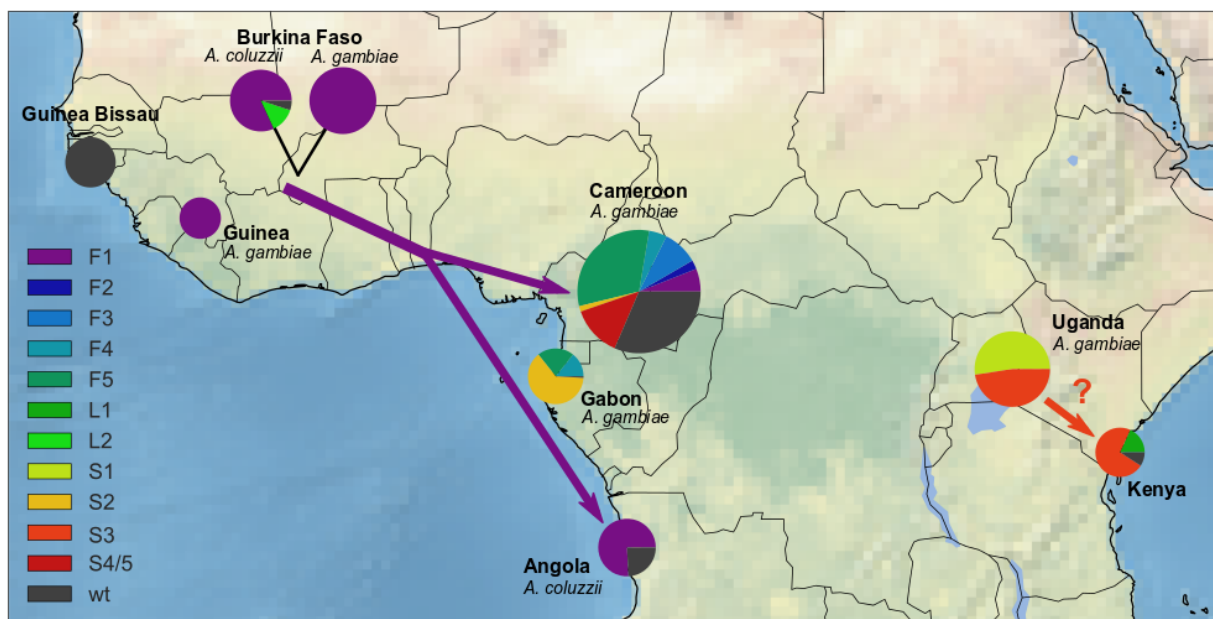 Burkina Faso
A. coluzzii
A. gambiae
Guinea Bissau
Guinea
A. gambiae
Cameroon
A. gambiae
Uganda
A. gambiae
?
Gabon
A. gambiae
Kenya
Angola
A. coluzzii
F1
F2
F3
F4
F5
L1
L2
S1
S2
S3
S4/5
wt